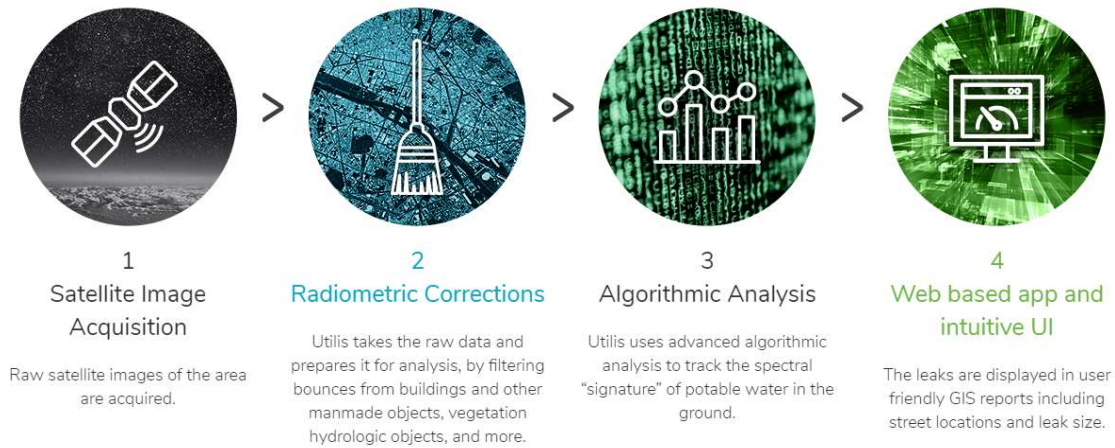 1
Satellite Image
Acquisition
Raw satellite images of the area
are acquired.
2
Radiometric Corrections
Utilis takes the raw data and
prepares it for analysis, by filtering
bounces from buildings and other
manmade objects, vegetation
hydrologic objects, and more.
3
Algorithmic Analysis
Utilis uses advanced algorithmic
analysis to track the spectral
“signature” of potable water in the
ground.
4
Web based app and
intuitive UI
The leaks are displayed in user
friendly GIS reports including
street locations and leak size.